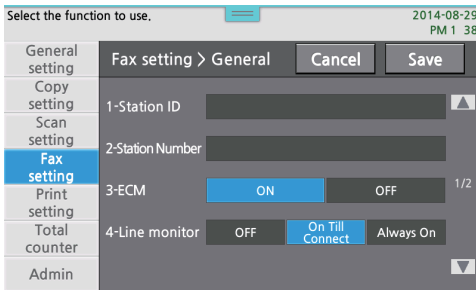 Select the function to use.
2014-08-29
PM 1 38
General
setting
Copy
setting
Scan
setting
Fax
setting
Print
setting
Total
counter
Admin
Fax setting > General
Cancel
Save
1-Station ID
2-Station Number
3-ECM
ON
OFF
1/2
4-Line monitor
OFF
On Till
Connect
Always On